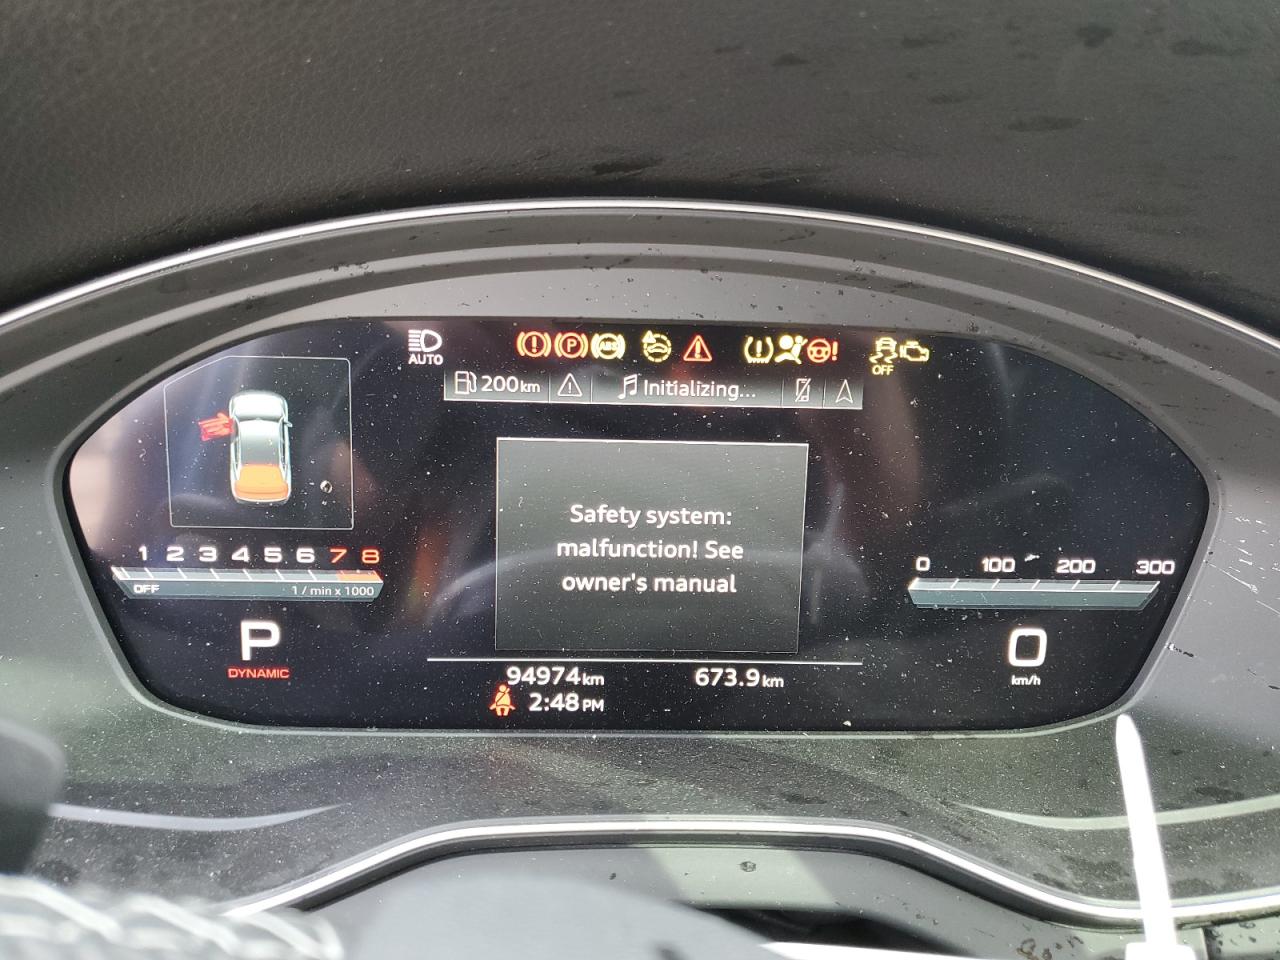 AUTO
P
ABS
OFF
200km
Initializing...
Safety system:
malfunction! See
owner's manual
1 2 3 4 5 6 7 8
OFF
1 / min x 1000
0 100 200 300
P
DYNAMIC
0
km/h
94974km
673.9km
2:48PM